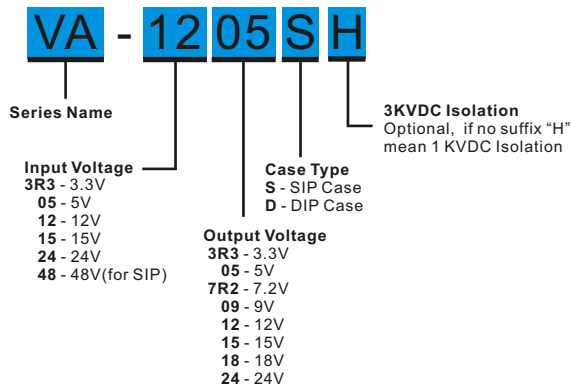 VA - 12 05 S H
Series Name
3KVDC Isolation
Optional, if no suffix “H”
mean 1 KVDC Isolation
Input Voltage
3R3 - 3.3V
05 - 5V
12 - 12V
15 - 15V
24 - 24V
48 - 48V(for SIP)
Case Type
S - SIP Case
D - DIP Case
Output Voltage
3R3 - 3.3V
05 - 5V
7R2 - 7.2V
09 - 9V
12 - 12V
15 - 15V
18 - 18V
24 - 24V